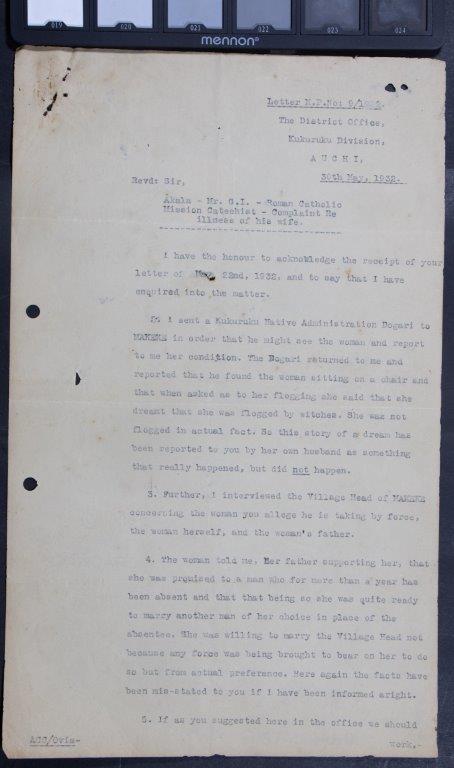 019 020 021 022 023 024
mennon
Letter N.P.No: 9/1932.
The District Office,
Kukuruku Division,
A U C H I,
30th May, 1932.
Revd: Sir,
Akala - Mr. G.I. - Roman Catholic
Mission Catechist - Complaint Re
illness of his wife.
I have the honour to acknowledge the receipt of your
letter of May 22nd, 1932, and to say that I have
enquired into the matter.
I sent a Kukuruku Native Administration Dogari to
in order that he might see the woman and report
to me her condition. The Dogari returned to me and
reported that he found the woman sitting on a chair and
that when asked as to her flogging she said that she
dreamt that she was flogged by witches. She was not
flogged in actual fact. So this story of a dream has
been reported to you by her own husband as something
that really happened, but did not happen.
3. Further, I interviewed the Village Head of
concerning the woman you allege he is taking by force,
the woman herself, and the woman's father.
4. The woman told me, Her father supporting her, that
she was promised to a man who for more than a year has
been absent and that that being so she was quite ready
to marry another man of her choice in place of the
absentee. She was willing to marry the Village Head not
because any force was being brought to bear on her to do
so but from actual preference. Here again the facts have
been mis-stated to you if I have been informed aright.
5. If as you suggested here in the office we should
work,-
ACG/Ovia-